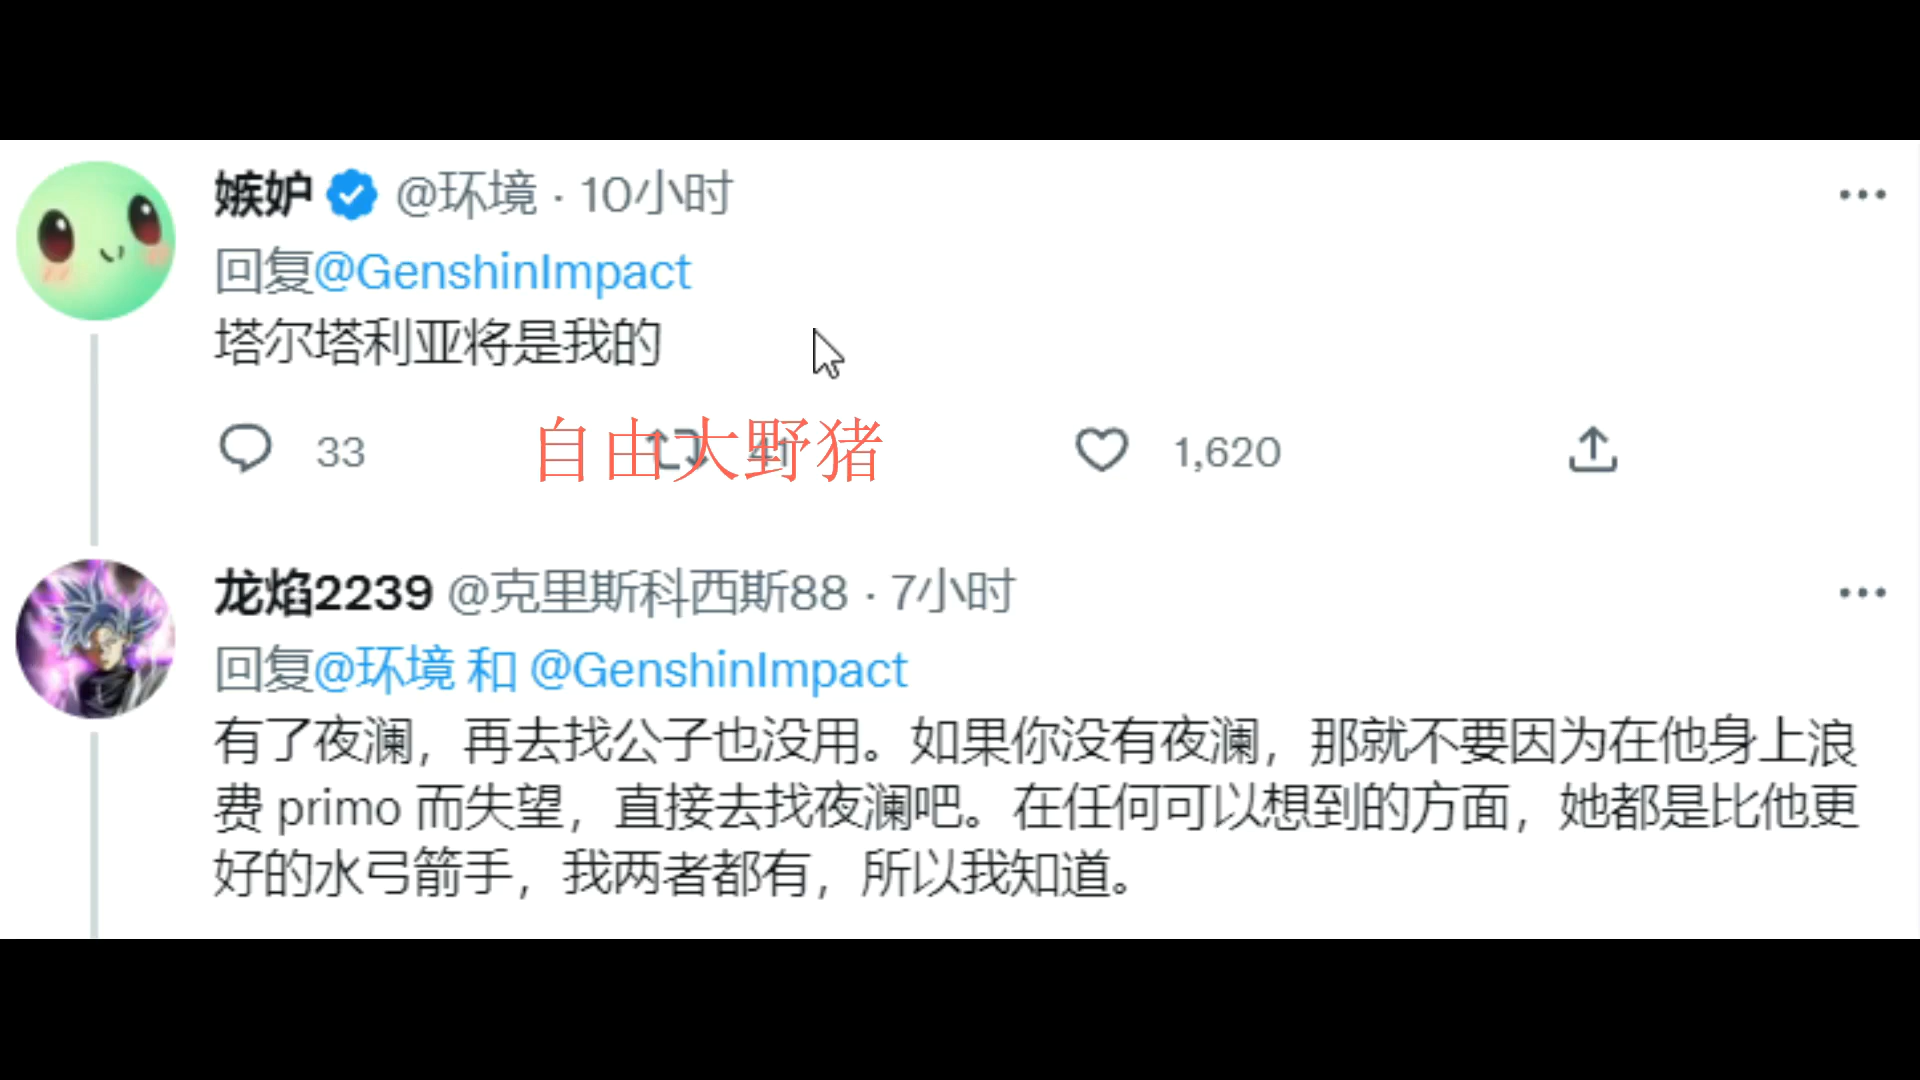 嫉妒 @环境 · 10小时
回复@GenshinImpact
塔尔塔利亚将是我的
33 41 1,620
自由大野猪
龙焰2239 @克里斯科西斯88 · 7小时
回复@环境 和 @GenshinImpact
有了夜澜，再去找公子也没用。如果你没有夜澜，那就不要因为在他身上浪
费 primo 而失望，直接去找夜澜吧。在任何可以想到的方面，她都是比他更
好的水弓箭手，我两者都有，所以我知道。